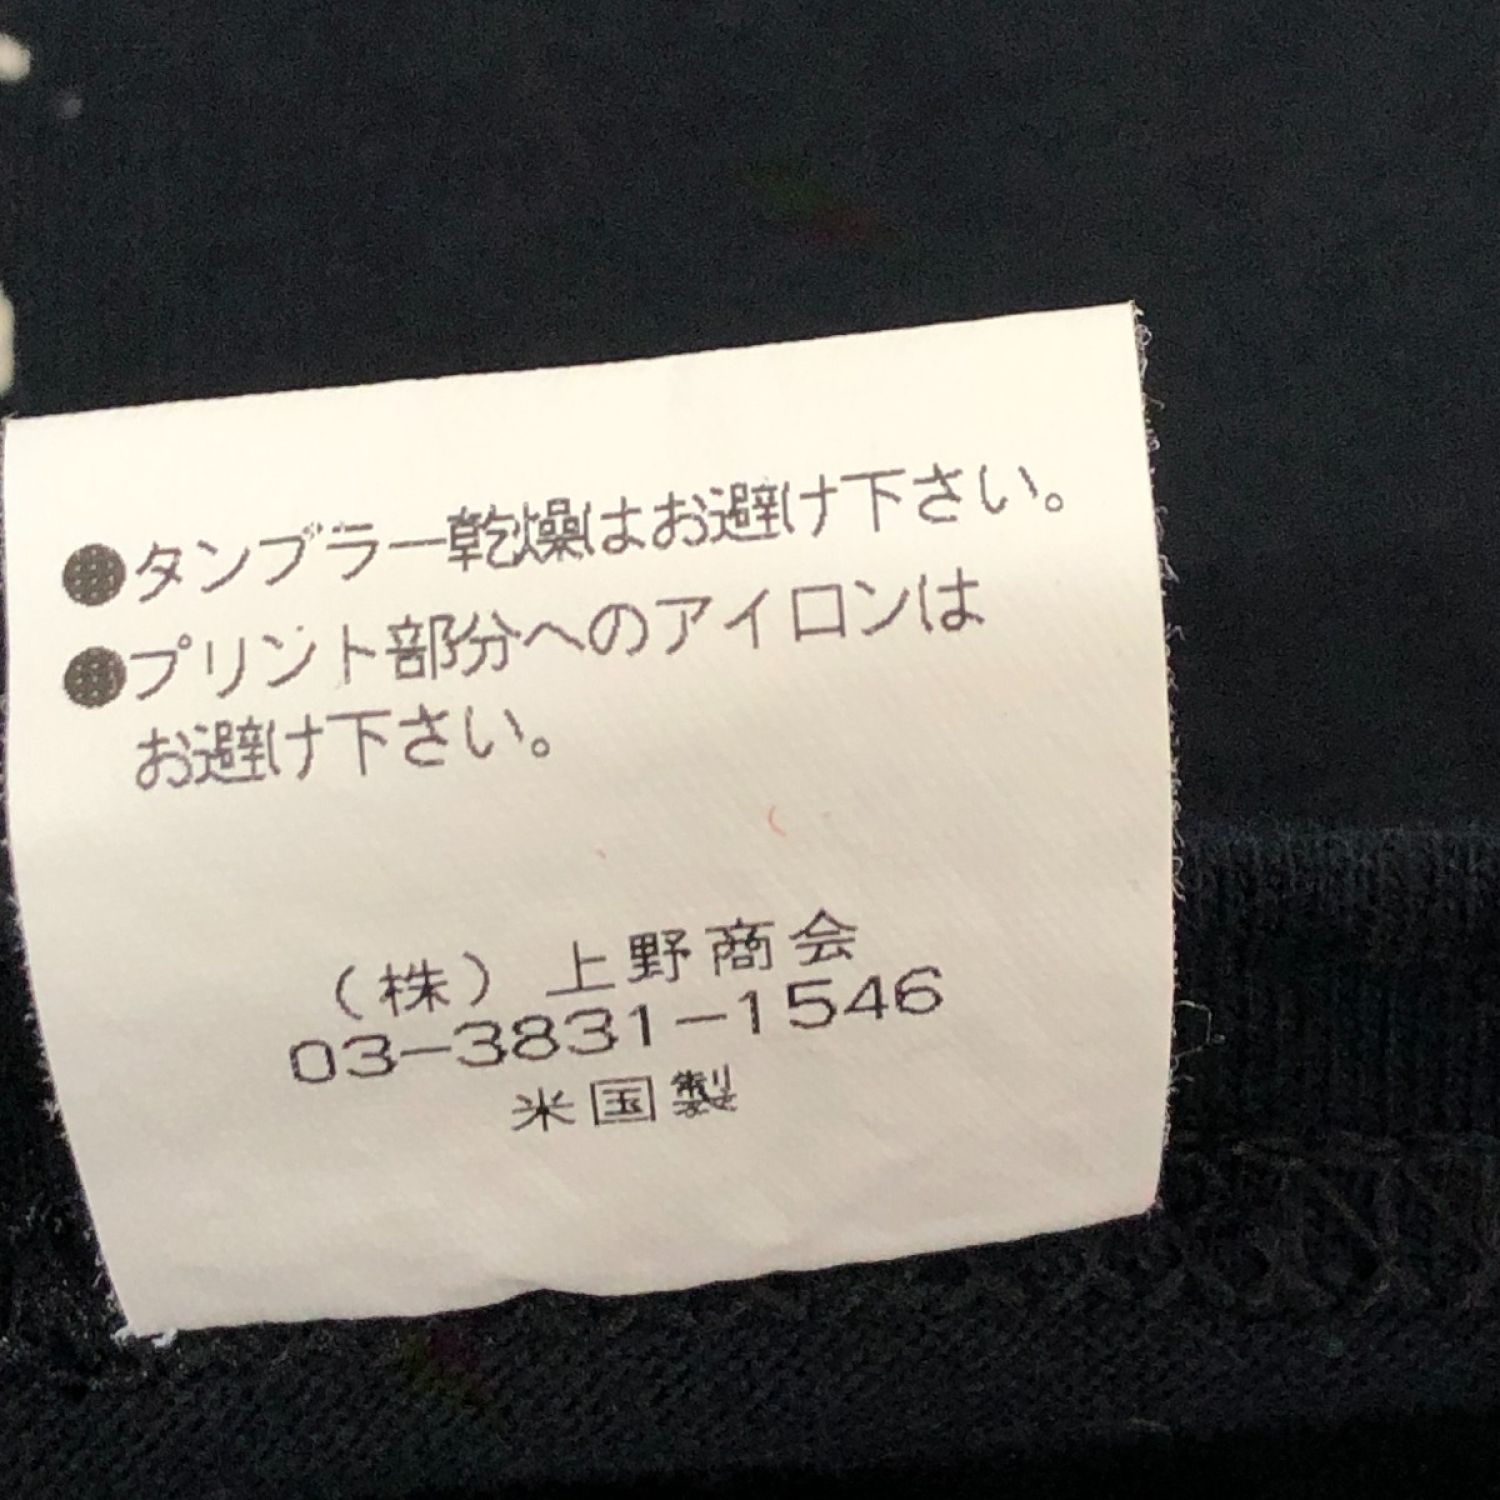 ●タンブラー乾燥はお避け下さい。
●プリント部分へのアイロンは
お避け下さい。
(株) 上野商会
03-3831-1546
米国製